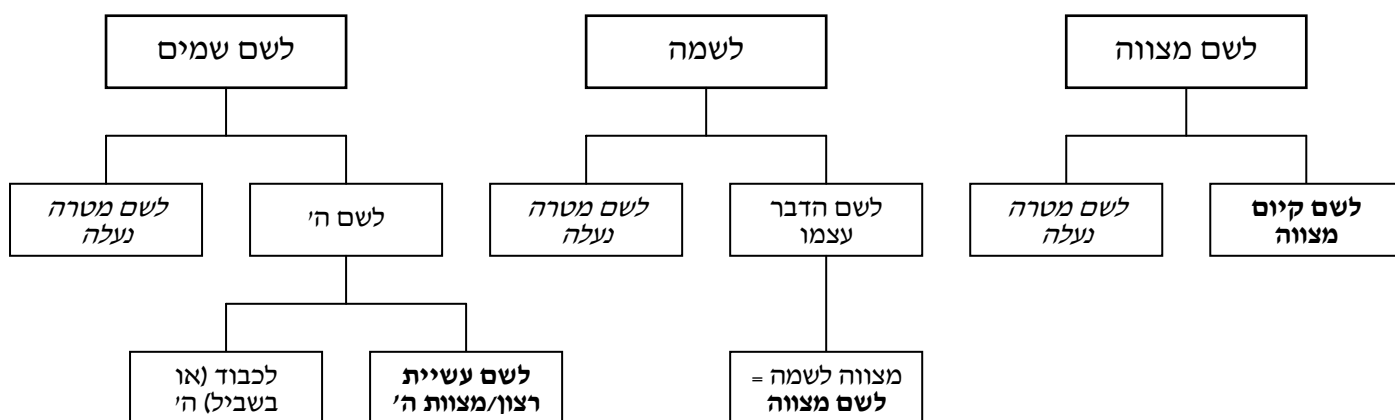 לשם מצווה
לשמה
לשם שמים
לשם קיום
מצווה
לשם מטרה
נעלה
לשם הדבר
עצמו
לשם מטרה
נעלה
לשם ה'
לשם מטרה
נעלה
מצווה לשמה =
לשם מצווה
לשם עשיית
רצון/מצוות ה'
לכבוד (או
בשביל) ה'